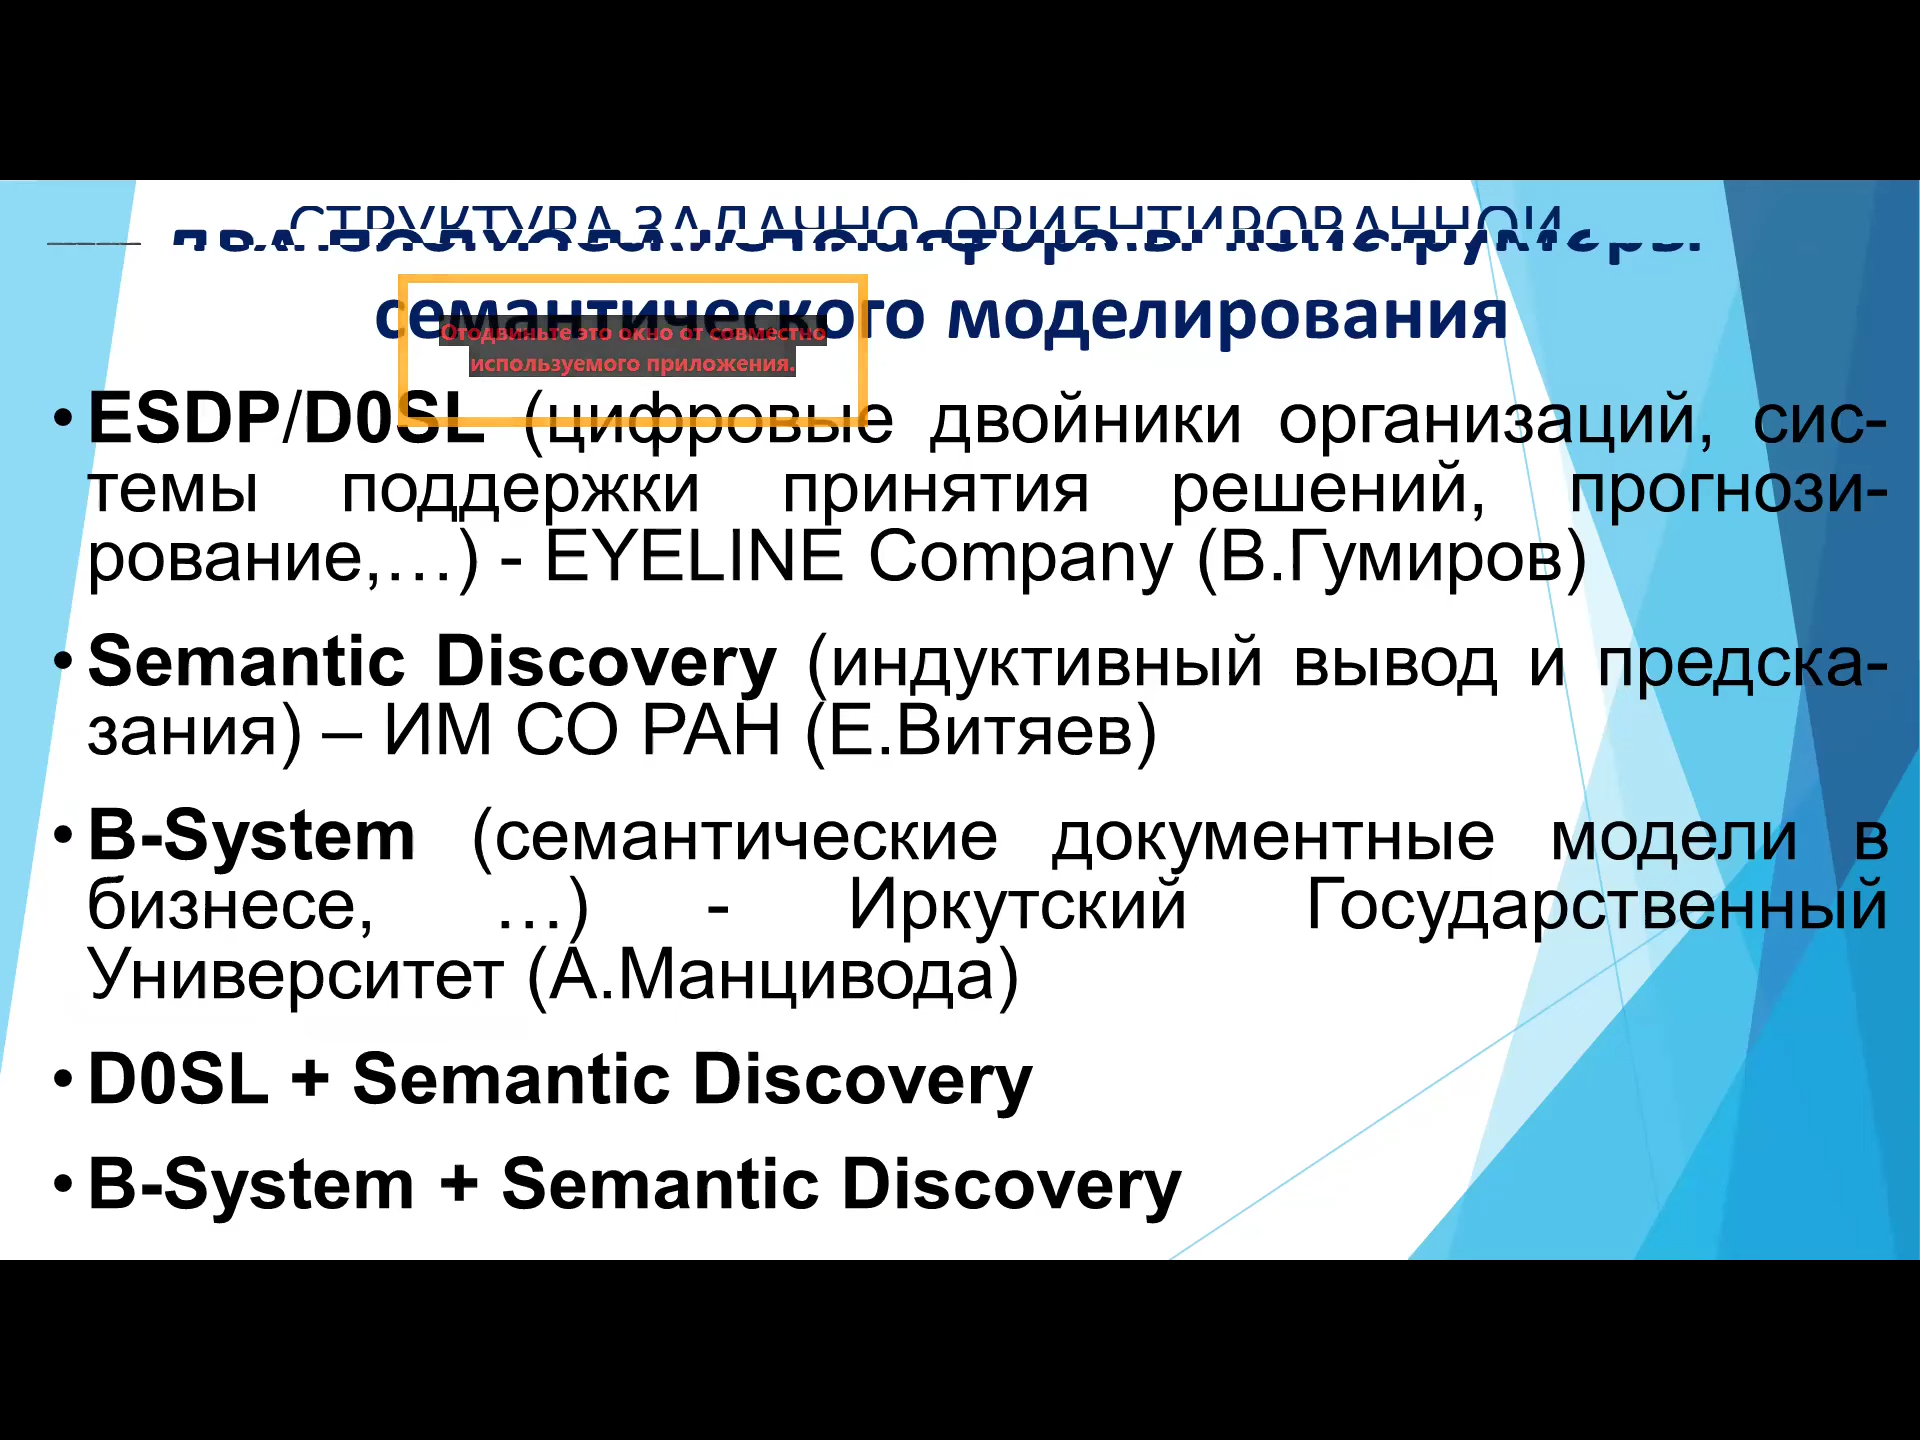 СТРУКТУРА ЗАДАЧНО-ОРИЕНТИРОВАННОЙ
семантического моделирования
Отодвиньте это окно от совместно
используемого приложения.
• ESDP/D0SL (цифровые двойники организаций, сис-
темы поддержки принятия решений, прогнози-
рование,…) - EYELINE Company (В.Гумиров)
• Semantic Discovery (индуктивный вывод и предска-
зания) – ИМ СО РАН (Е.Витяев)
• B-System (семантические документные модели в
бизнесе, …) - Иркутский Государственный
Университет (А.Манцивода)
• D0SL + Semantic Discovery
• B-System + Semantic Discovery